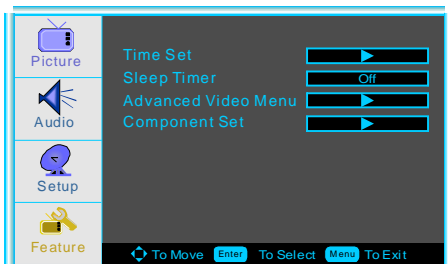 Picture
Audio
Setup
Feature
Time Set
Sleep Timer Off
Advanced Video Menu
Component Set
To Move Enter To Select Menu To Exit